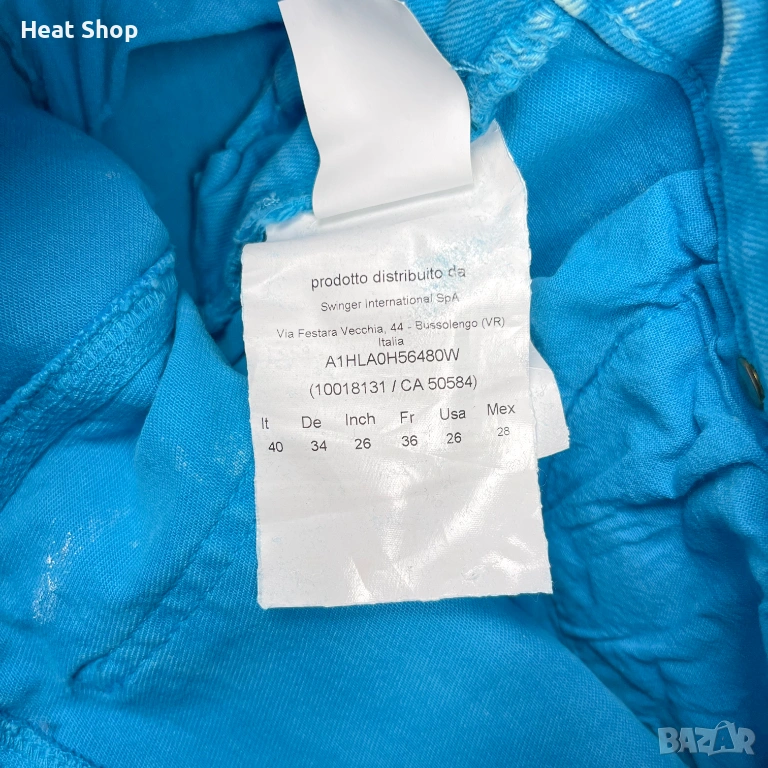 Heat Shop
prodotto distribuito da
Swinger International SpA
Via Festara Vecchia, 44 - Bussolengo (VR)
Italia
A1HLA0H56480W
(10018131 / CA 50584)
It De Inch Fr Usa Mex
40 34 26 36 26 28
BAZAR